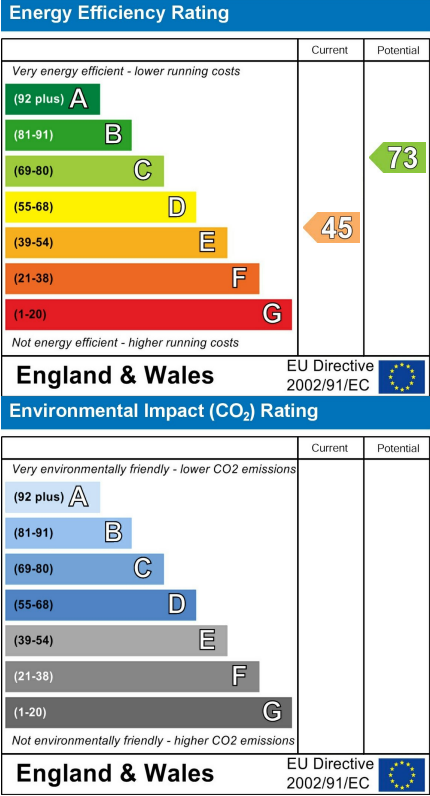 Energy Efficiency Rating
Current Potential
Very energy efficient - lower running costs
(92 plus) A
(81-91) B
(69-80) C
73
(55-68) D
(39-54) E
45
(21-38) F
(1-20) G
Not energy efficient - higher running costs
England & Wales
EU Directive
2002/91/EC
Environmental Impact (CO₂) Rating
Current Potential
Very environmentally friendly - lower CO2 emissions
(92 plus) A
(81-91) B
(69-80) C
(55-68) D
(39-54) E
(21-38) F
(1-20) G
Not environmentally friendly - higher CO2 emissions
England & Wales
EU Directive
2002/91/EC